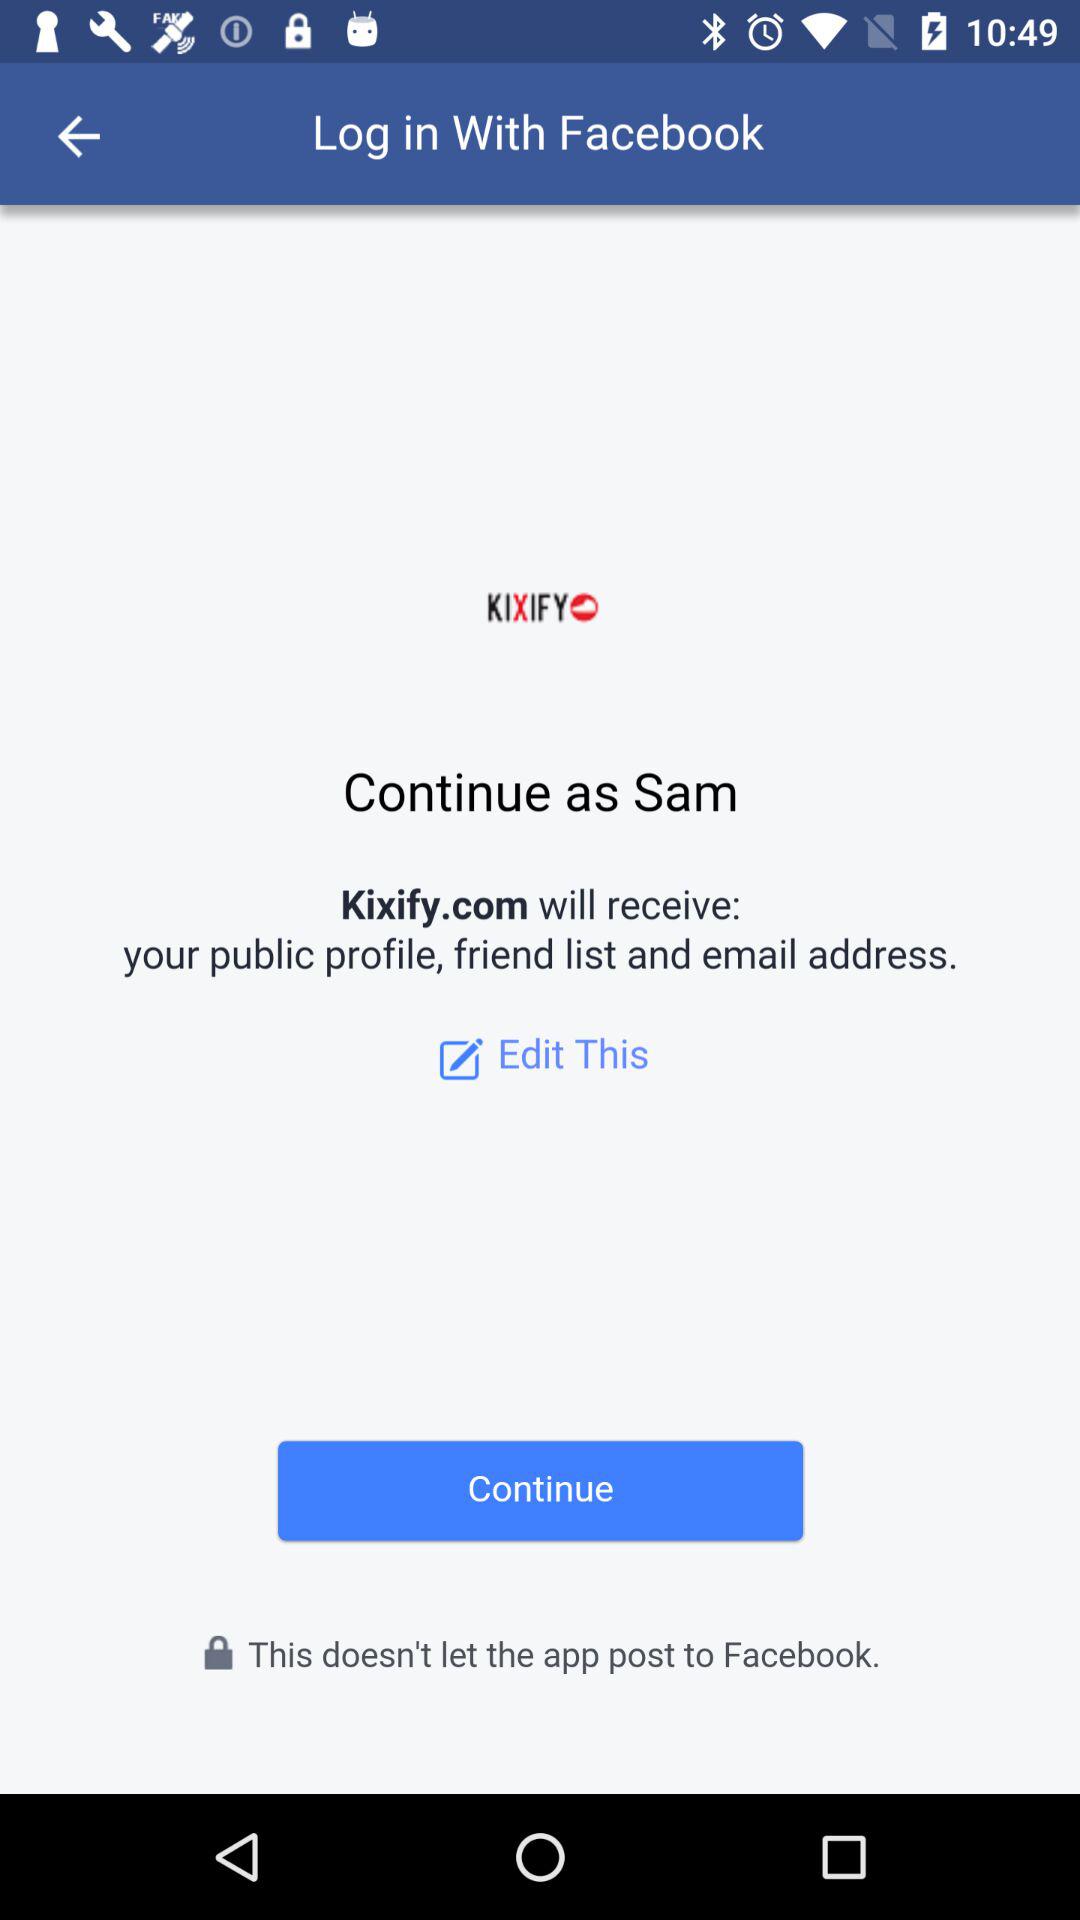 FAKE
10:49
Log in With Facebook
KIXIFY
Continue as Sam
Kixify.com will receive:
your public profile, friend list and email address.
Edit This
Continue
This doesn't let the app post to Facebook.